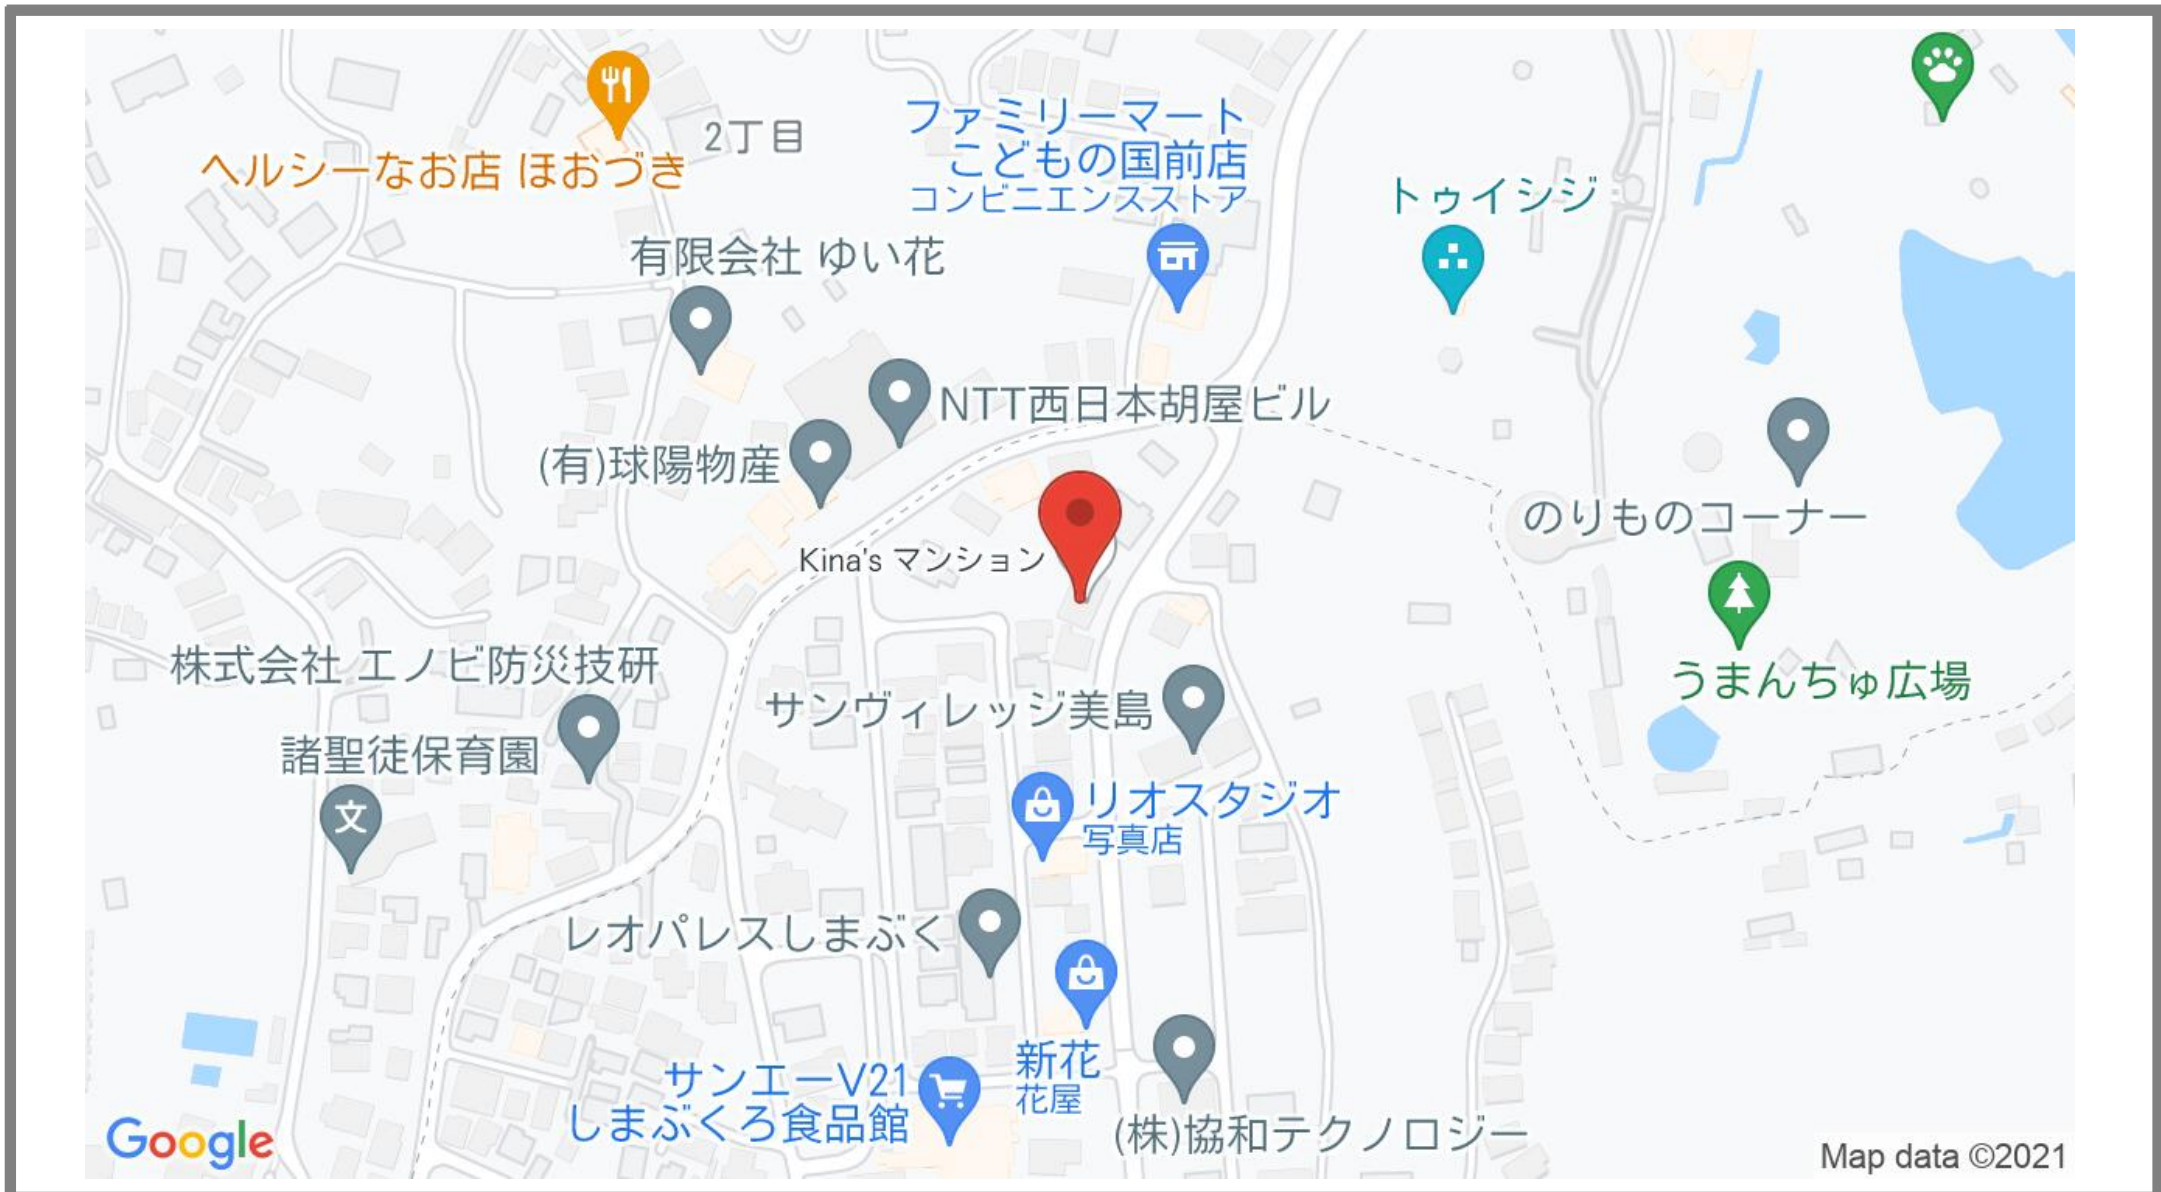 2丁目
ヘルシーなお店 ほおづき
ファミリーマート
こどもの国前店
コンビニエンスストア
トゥイシジ
有限会社 ゆい花
NTT西日本胡屋ビル
(有)球陽物産
のりものコーナー
Kina's マンション
株式会社 エノビ防災技研
うまんちゅ広場
サンヴィレッジ美島
諸聖徒保育園
文
リオスタジオ
写真店
レオパレスしまぶく
新花
花屋
サンエーV21
しまぶくろ食品館
(株)協和テクノロジー
Google
Map data ©2021